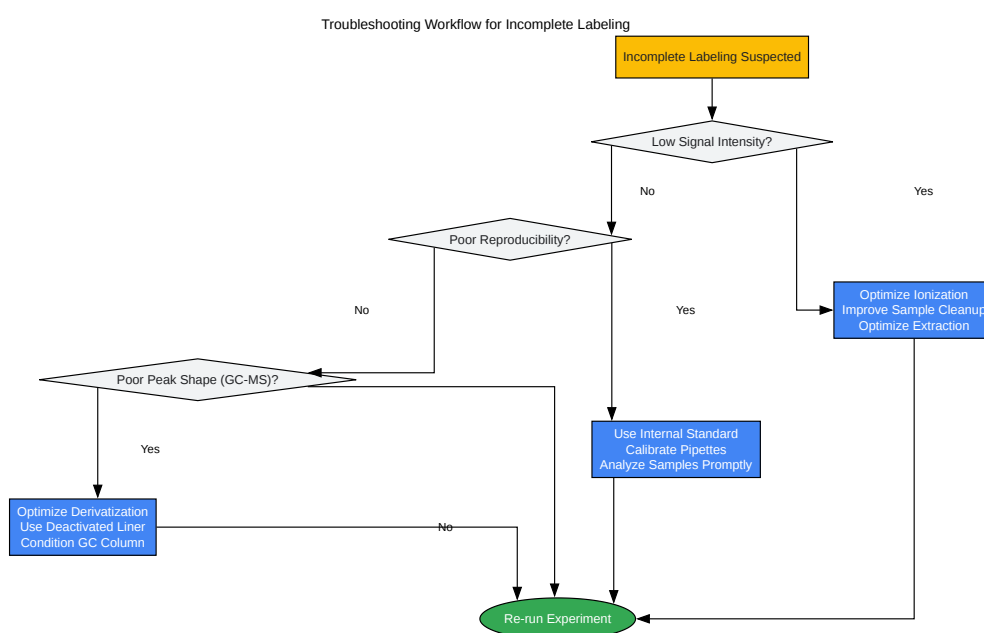 Troubleshooting Workflow for Incomplete Labeling
Incomplete Labeling Suspected
Low Signal Intensity?
No
Yes
Poor Reproducibility?
Optimize Ionization
Improve Sample Cleanup
Optimize Extraction
No
Yes
Poor Peak Shape (GC-MS)?
Use Internal Standard
Calibrate Pipettes
Analyze Samples Promptly
Yes
Optimize Derivatization
Use Deactivated Liner
Condition GC Column
No
Re-run Experiment